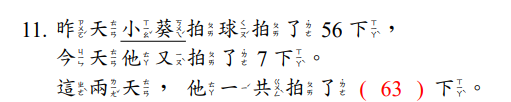 11. 昨天小葵拍球拍了 56 下，
今天他又拍了 7 下。
這兩天，他一共拍了（ 63 ）下。